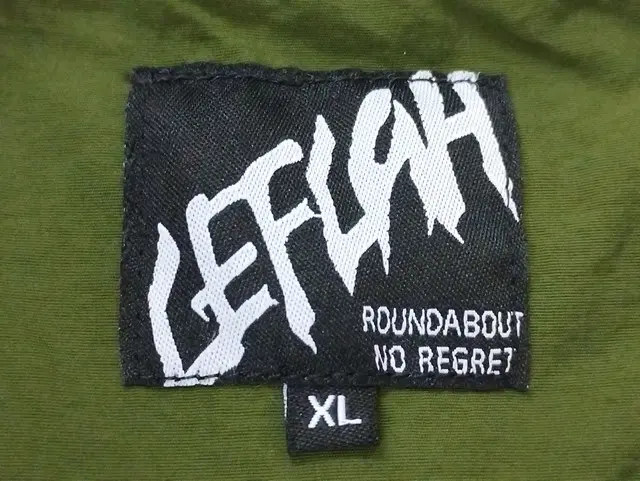 LEFLAH
ROUNDABOUT
NO REGRET
XL